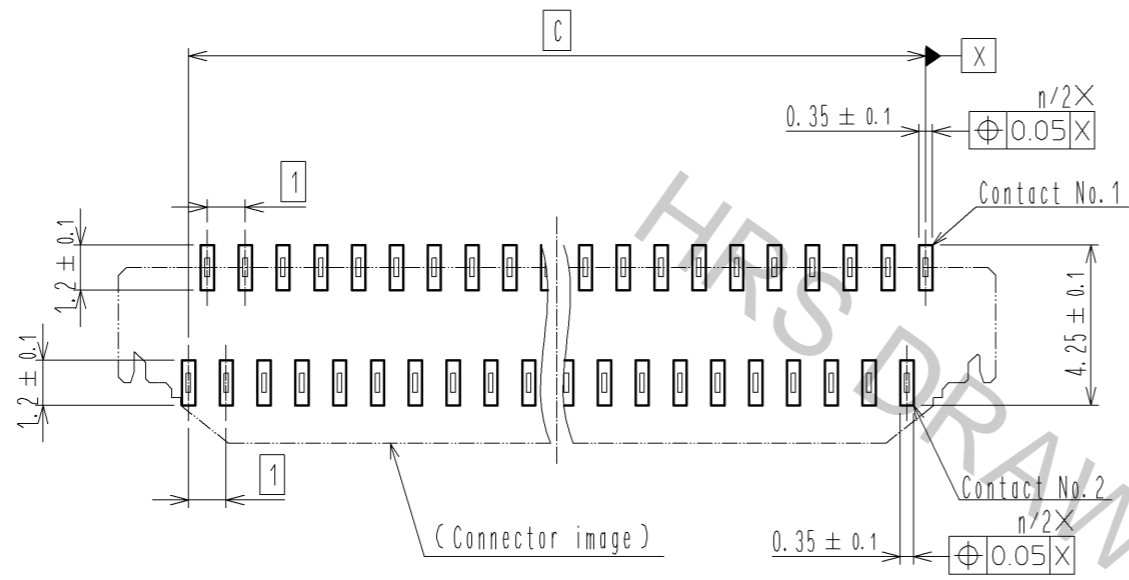 C
X
n/2X
0.35 ± 0.1
⌖ 0.05 X
1
Contact No.1
1.2 ± 0.1
4.25 ± 0.1
1.2 ± 0.1
HRS DRAW
1
Contact No.2
n/2X
(Connector image)
0.35 ± 0.1
⌖ 0.05 X